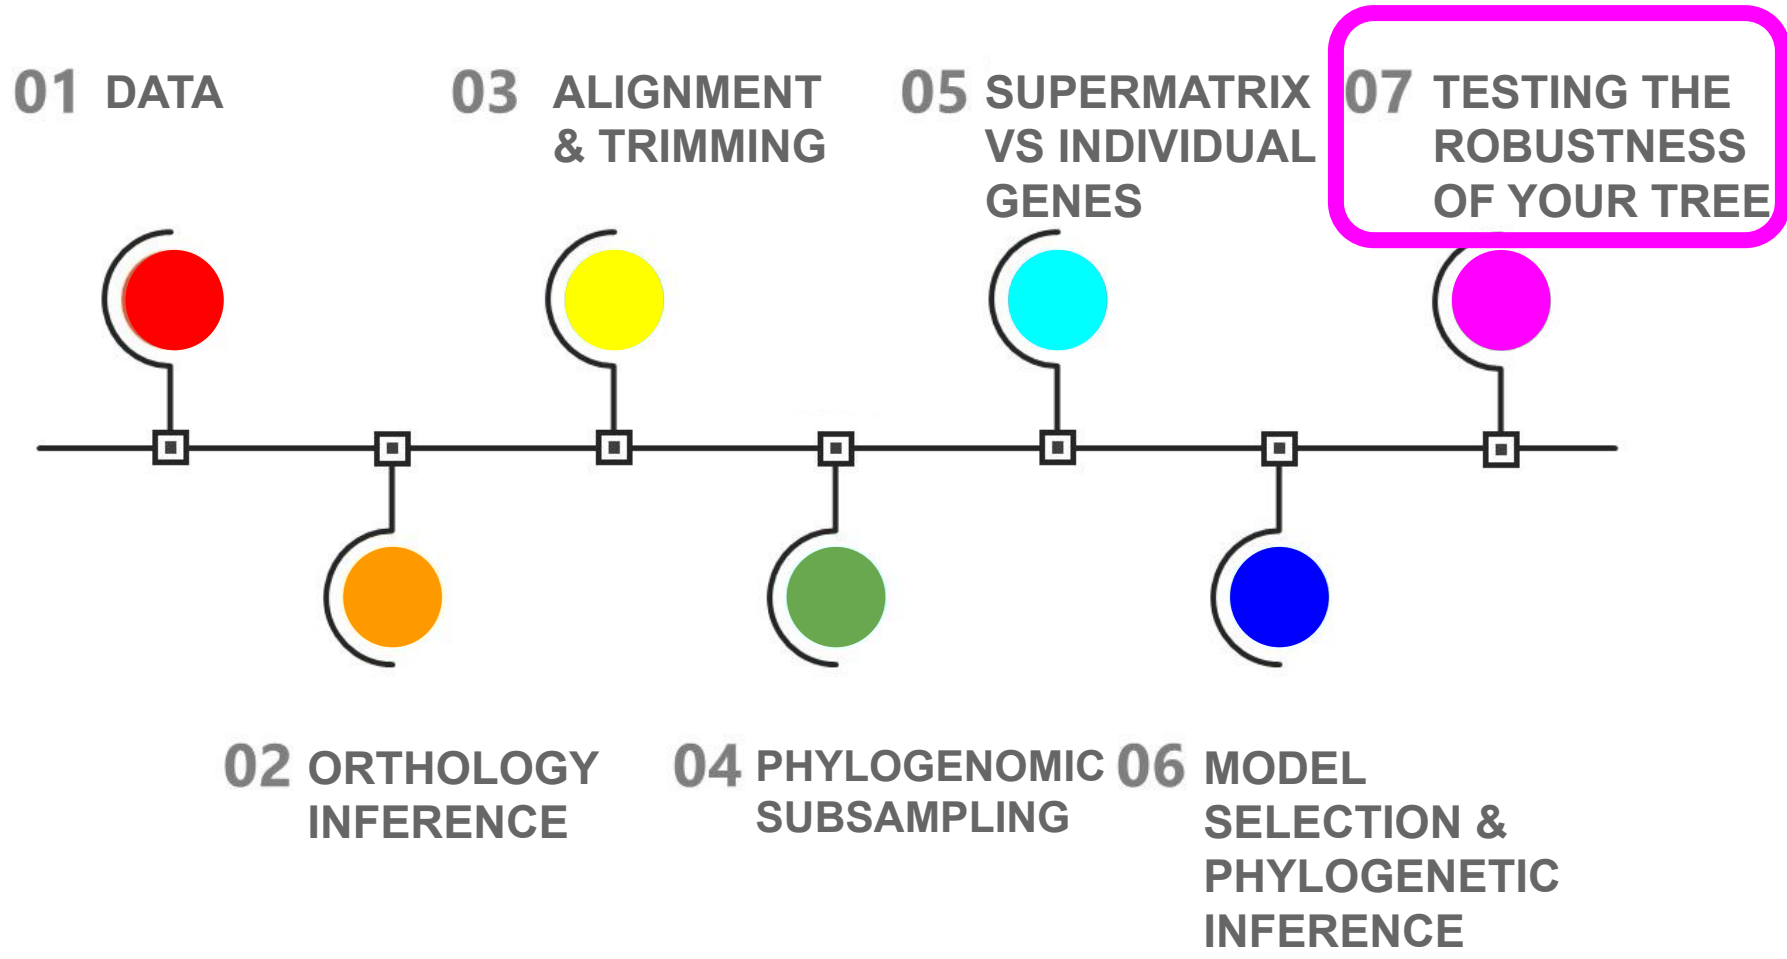 01 DATA
03 ALIGNMENT
& TRIMMING
05 SUPERMATRIX
VS INDIVIDUAL
GENES
07 TESTING THE
ROBUSTNESS
OF YOUR TREE
02 ORTHOLOGY
INFERENCE
04 PHYLOGENOMIC
SUBSAMPLING
06 MODEL
SELECTION &
PHYLOGENETIC
INFERENCE